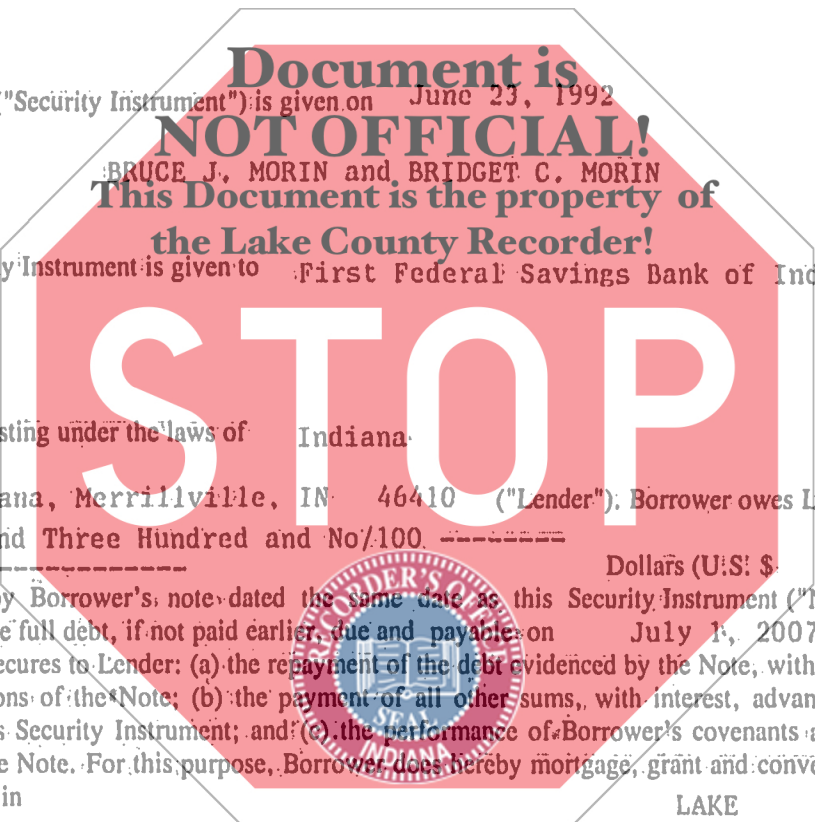 Document is
("Security Instrument") is given on June 23, 1992
NOT OFFICIAL!
BRUCE J. MORIN and BRIDGET C. MORIN
This Document is the property of
the Lake County Recorder!
y Instrument is given to First Federal Savings Bank of Ind
STOP
sting under the laws of Indiana
ana, Merrillville, IN 46410 ("Lender"). Borrower owes L
nd Three Hundred and No/100 ---------
------------- Dollars (U.S. $
y Borrower's note dated the same date as this Security Instrument ("N
e full debt, if not paid earlier, due and payable on July 1, 2007
ecures to Lender: (a) the repayment of the debt evidenced by the Note, with
ons of the Note; (b) the payment of all other sums, with interest, advan
s Security Instrument; and (c) the performance of Borrower's covenants a
e Note. For this purpose, Borrower does hereby mortgage, grant and conve
in LAKE
RECORDER'S OFFICE
SEAL
INDIANA